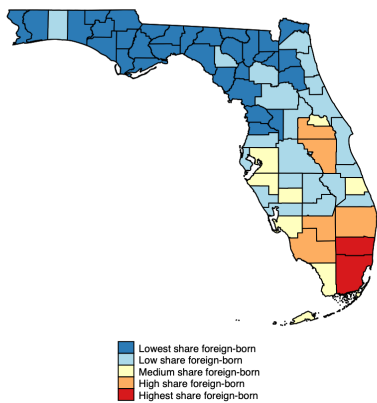 Lowest share foreign-born
Low share foreign-born
Medium share foreign-born
High share foreign-born
Highest share foreign-born